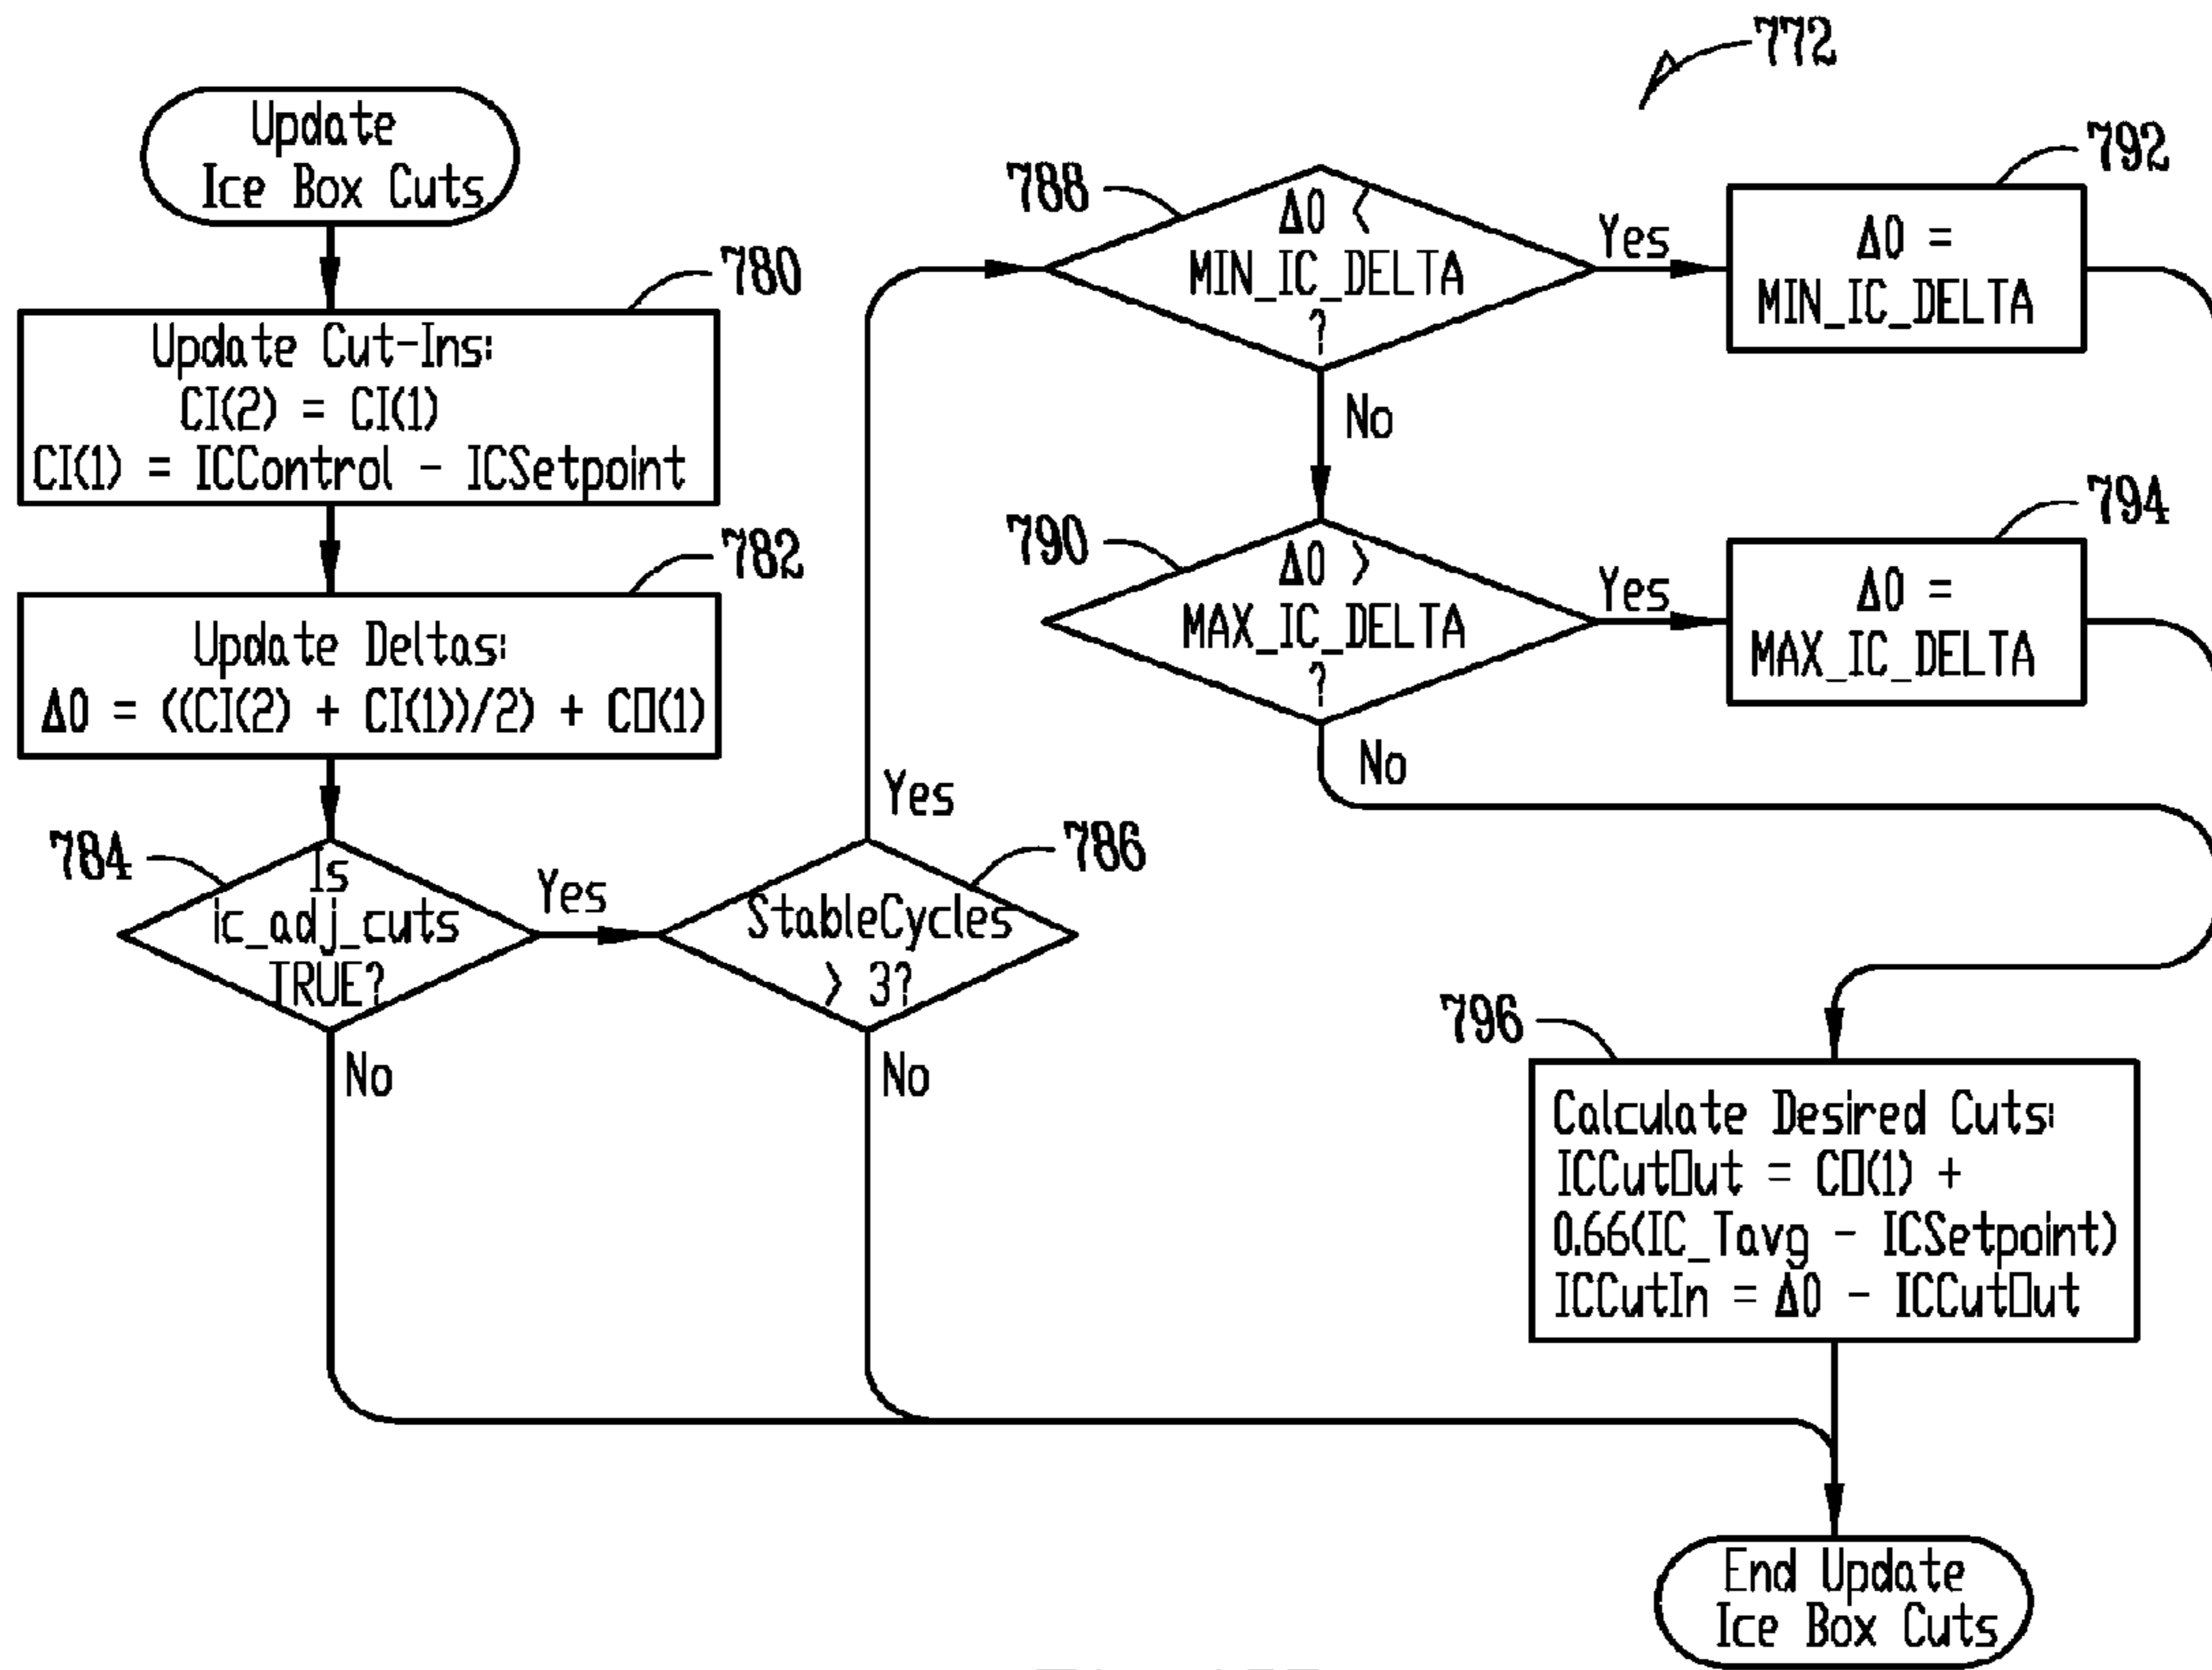 772
Update
Ice Box Cuts
780
Update Cut-Ins:
CI(2) = CI(1)
CI(1) = ICControl - ICSetpoint
782
Update Deltas:
Δ0 = ((CI(2) + CI(1))/2) + CO(1)
784
Is
ic_adj_cuts
TRUE?
Yes
No
786
StableCycles
> 3?
Yes
No
788
Δ0 <
MIN_IC_DELTA
?
Yes
No
792
Δ0 =
MIN_IC_DELTA
790
Δ0 >
MAX_IC_DELTA
?
Yes
No
794
Δ0 =
MAX_IC_DELTA
796
Calculate Desired Cuts:
ICCutOut = CO(1) +
0.66(IC_Tavg - ICSetpoint)
ICCutIn = Δ0 - ICCutOut
End Update
Ice Box Cuts